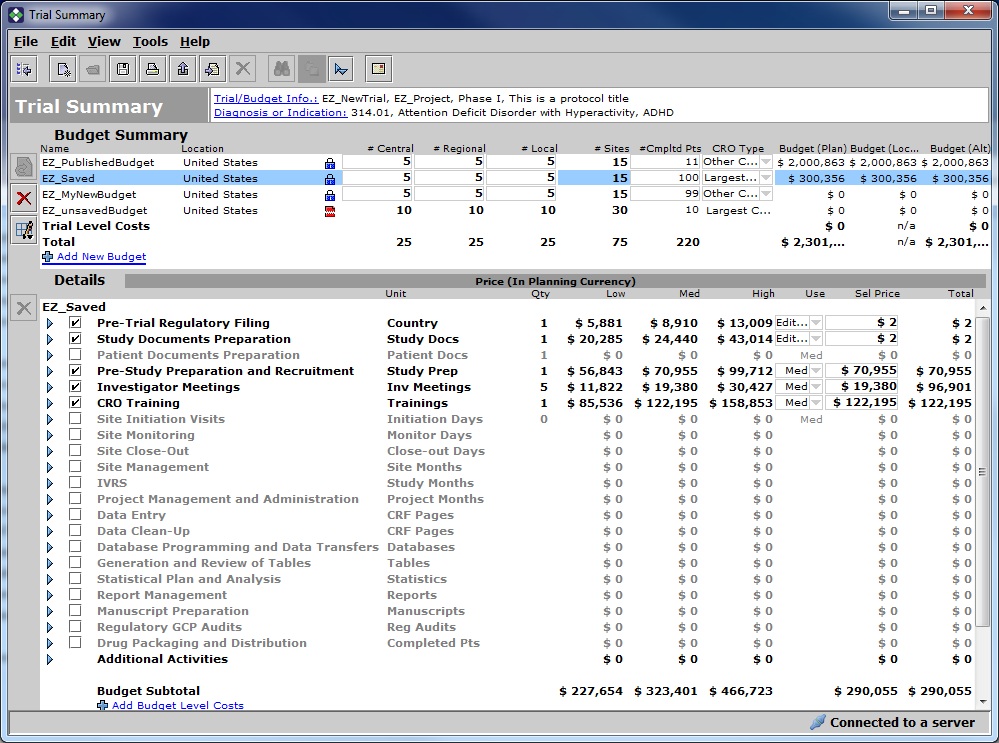 Trial Summary
File Edit View Tools Help
Trial Summary
Trial/Budget Info.: EZ_NewTrial, EZ_Project, Phase I, This is a protocol title
Diagnosis or Indication: 314.01, Attention Deficit Disorder with Hyperactivity, ADHD
Budget Summary
Name Location # Central # Regional # Local # Sites #Cmpltd Pts CRO Type Budget (Plan) Budget (Loc... Budget (Alt)
EZ_PublishedBudget United States 5 5 5 15 11 Other C... $ 2,000,863 $ 2,000,863 $ 2,000,863
EZ_Saved United States 5 5 5 15 100 Largest... $ 300,356 $ 300,356 $ 300,356
EZ_MyNewBudget United States 5 5 5 15 99 Other C... $ 0 $ 0 $ 0
EZ_unsavedBudget United States 10 10 10 30 10 Largest C... $ 0 $ 0 $ 0
Trial Level Costs $ 0 n/a $ 0
Total 25 25 25 75 220 $ 2,301,... n/a $ 2,301,...
Add New Budget
Details Price (In Planning Currency)
Unit Qty Low Med High Use Sel Price Total
EZ_Saved
Pre-Trial Regulatory Filing Country 1 $ 5,881 $ 8,910 $ 13,009 Edit... $ 2 $ 2
Study Documents Preparation Study Docs 1 $ 20,285 $ 24,440 $ 43,014 Edit... $ 2 $ 2
Patient Documents Preparation Patient Docs 1 $ 0 $ 0 $ 0 Med $ 0 $ 0
Pre-Study Preparation and Recruitment Study Prep 1 $ 56,843 $ 70,955 $ 99,712 Med $ 70,955 $ 70,955
Investigator Meetings Inv Meetings 5 $ 11,822 $ 19,380 $ 30,427 Med $ 19,380 $ 96,901
CRO Training Trainings 1 $ 85,536 $ 122,195 $ 158,853 Med $ 122,195 $ 122,195
Site Initiation Visits Initiation Days 0 $ 0 $ 0 $ 0 Med $ 0 $ 0
Site Monitoring Monitor Days $ 0 $ 0 $ 0 $ 0 $ 0
Site Close-Out Close-out Days $ 0 $ 0 $ 0 $ 0 $ 0
Site Management Site Months $ 0 $ 0 $ 0 $ 0 $ 0
IVRS Study Months $ 0 $ 0 $ 0 $ 0 $ 0
Project Management and Administration Project Months $ 0 $ 0 $ 0 $ 0 $ 0
Data Entry CRF Pages $ 0 $ 0 $ 0 $ 0 $ 0
Data Clean-Up CRF Pages $ 0 $ 0 $ 0 $ 0 $ 0
Database Programming and Data Transfers Databases $ 0 $ 0 $ 0 $ 0 $ 0
Generation and Review of Tables Tables $ 0 $ 0 $ 0 $ 0 $ 0
Statistical Plan and Analysis Statistics $ 0 $ 0 $ 0 $ 0 $ 0
Report Management Reports $ 0 $ 0 $ 0 $ 0 $ 0
Manuscript Preparation Manuscripts $ 0 $ 0 $ 0 $ 0 $ 0
Regulatory GCP Audits Reg Audits $ 0 $ 0 $ 0 $ 0 $ 0
Drug Packaging and Distribution Completed Pts $ 0 $ 0 $ 0 $ 0 $ 0
Additional Activities $ 0 $ 0 $ 0 $ 0 $ 0
Budget Subtotal $ 227,654 $ 323,401 $ 466,723 $ 290,055 $ 290,055
Add Budget Level Costs
Connected to a server